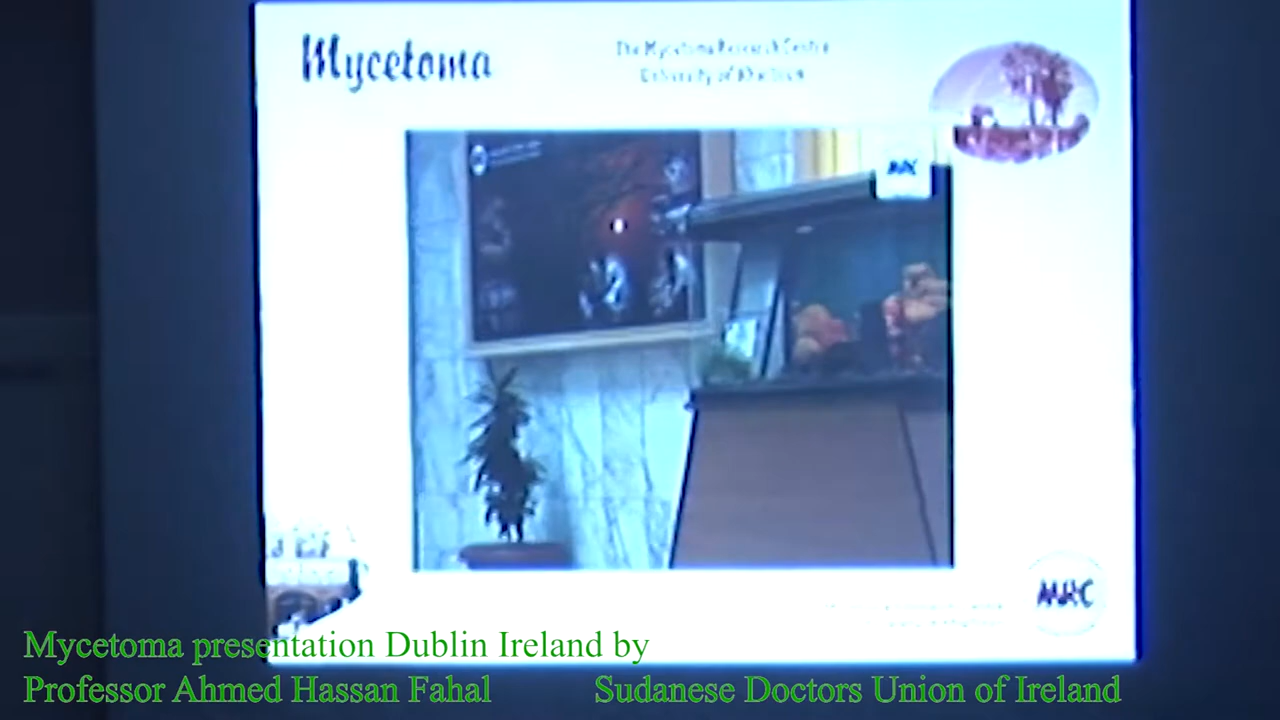 Mycetoma
The Mycetoma Research Centre
University of Khartoum
MRC
MRC
Mycetoma presentation Dublin Ireland by
Professor Ahmed Hassan Fahal Sudanese Doctors Union of Ireland